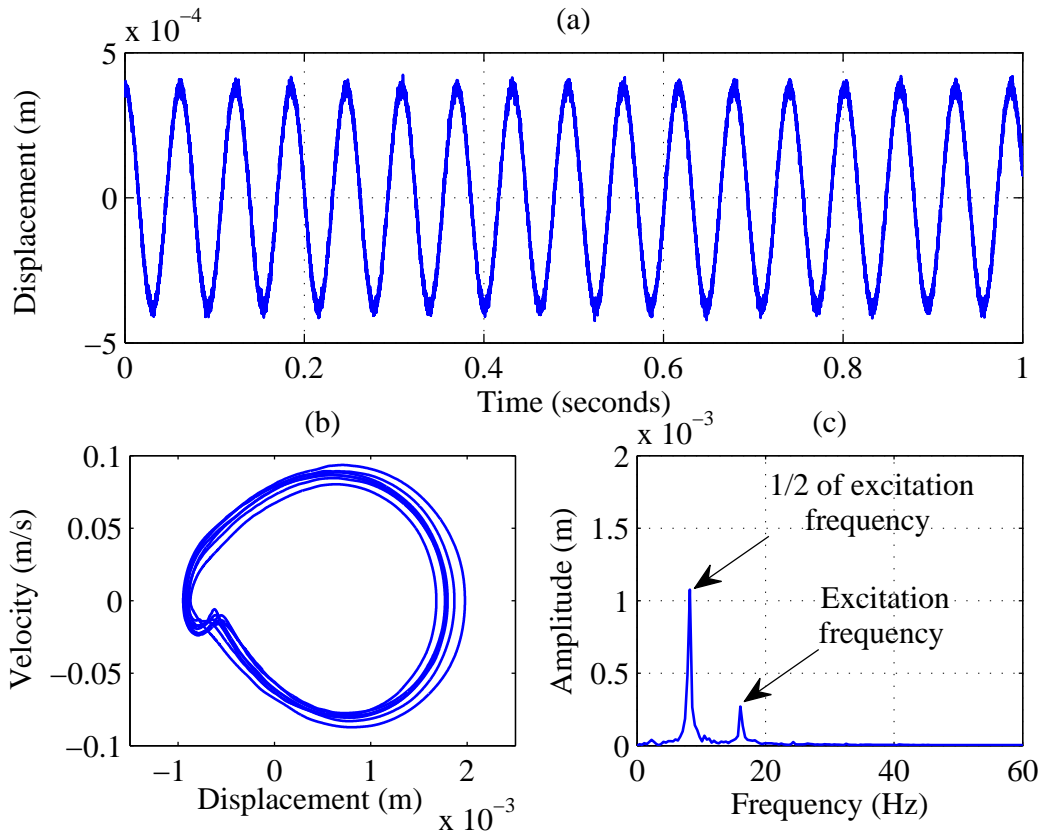 (a)
x 10⁻⁴
Displacement (m)
5
0
−5
0
0.2
0.4
0.6
0.8
1
Time (seconds)
(b)
Velocity (m/s)
0.1
0.05
0
−0.05
−0.1
−1
0
1
2
Displacement (m)
x 10⁻³
(c)
x 10⁻³
Amplitude (m)
2
1.5
1
0.5
0
0
20
40
60
Frequency (Hz)
1/2 of excitation
frequency
Excitation
frequency